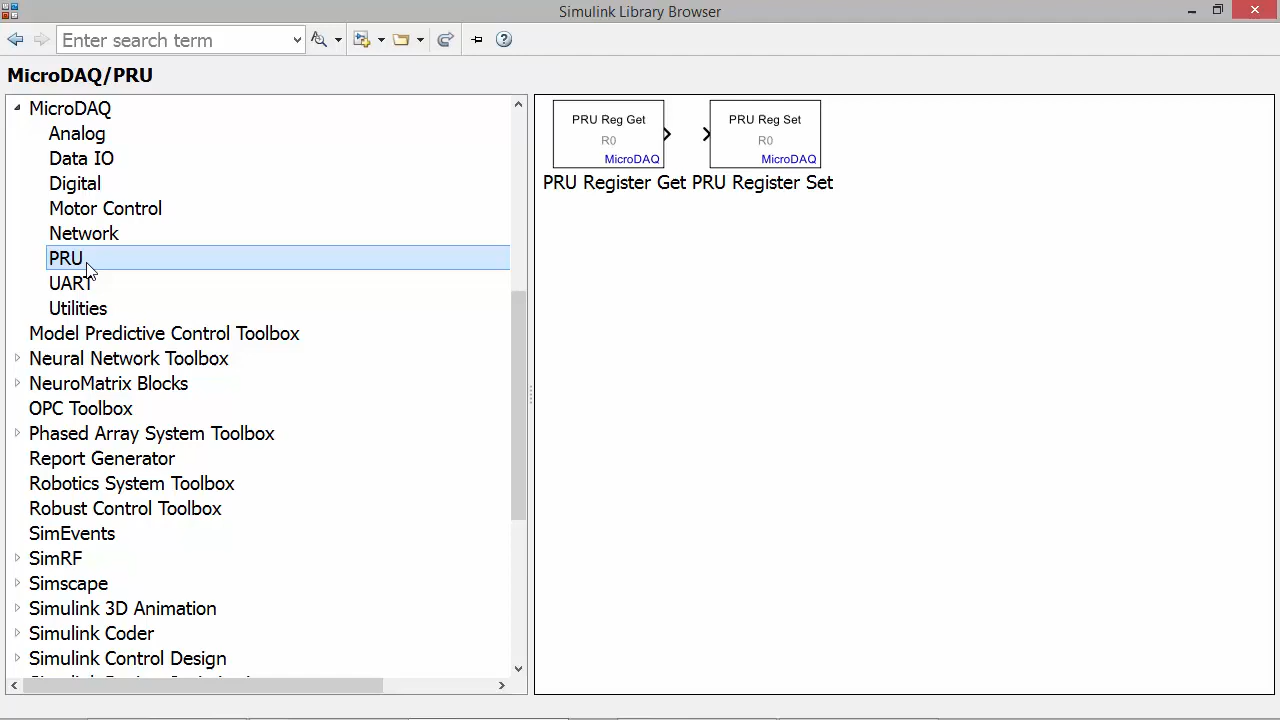 Simulink Library Browser
Enter search term
MicroDAQ/PRU
MicroDAQ
Analog
Data IO
Digital
Motor Control
Network
PRU
UART
Utilities
Model Predictive Control Toolbox
Neural Network Toolbox
NeuroMatrix Blocks
OPC Toolbox
Phased Array System Toolbox
Report Generator
Robotics System Toolbox
Robust Control Toolbox
SimEvents
SimRF
Simscape
Simulink 3D Animation
Simulink Coder
Simulink Control Design
PRU Reg Get
R0
MicroDAQ
PRU Register Get
PRU Reg Set
R0
MicroDAQ
PRU Register Set